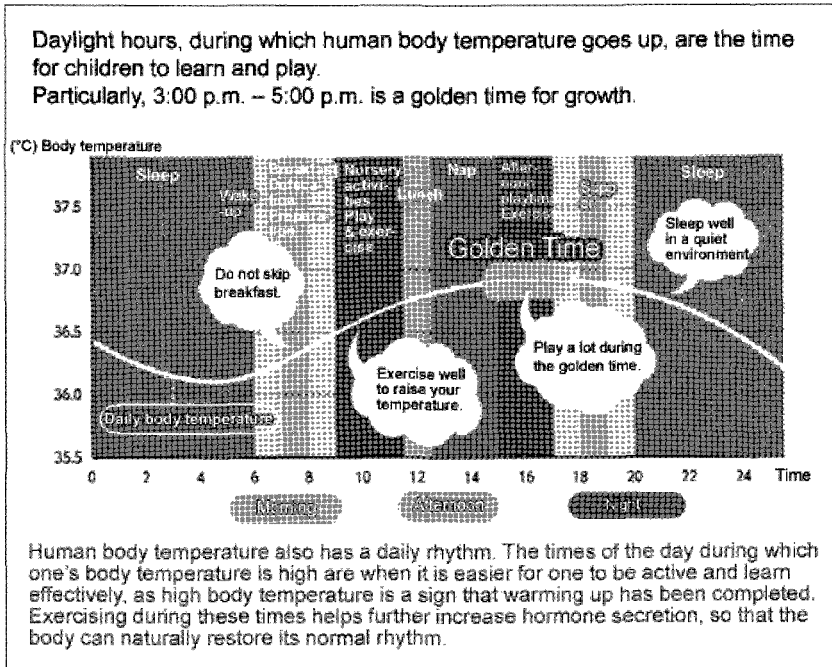 Daylight hours, during which human body temperature goes up, are the time
for children to learn and play.
Particularly, 3:00 p.m. – 5:00 p.m. is a golden time for growth.
(°C) Body temperature
Sleep
Wake
-up
Nursery
activi-
ties
Play
& exer-
cise
Lunch
Nap
After-
noon
playtime
Exercise
Sleep
37.5
37.0
36.5
36.0
35.5
Golden Time
Do not skip
breakfast.
Exercise well
to raise your
temperature.
Play a lot during
the golden time.
Sleep well
in a quiet
environment.
Daily body temperature
0 2 4 6 8 10 12 14 16 18 20 22 24 Time
Morning
Afternoon
Night
Human body temperature also has a daily rhythm. The times of the day during which
one's body temperature is high are when it is easier for one to be active and learn
effectively, as high body temperature is a sign that warming up has been completed.
Exercising during these times helps further increase hormone secretion, so that the
body can naturally restore its normal rhythm.